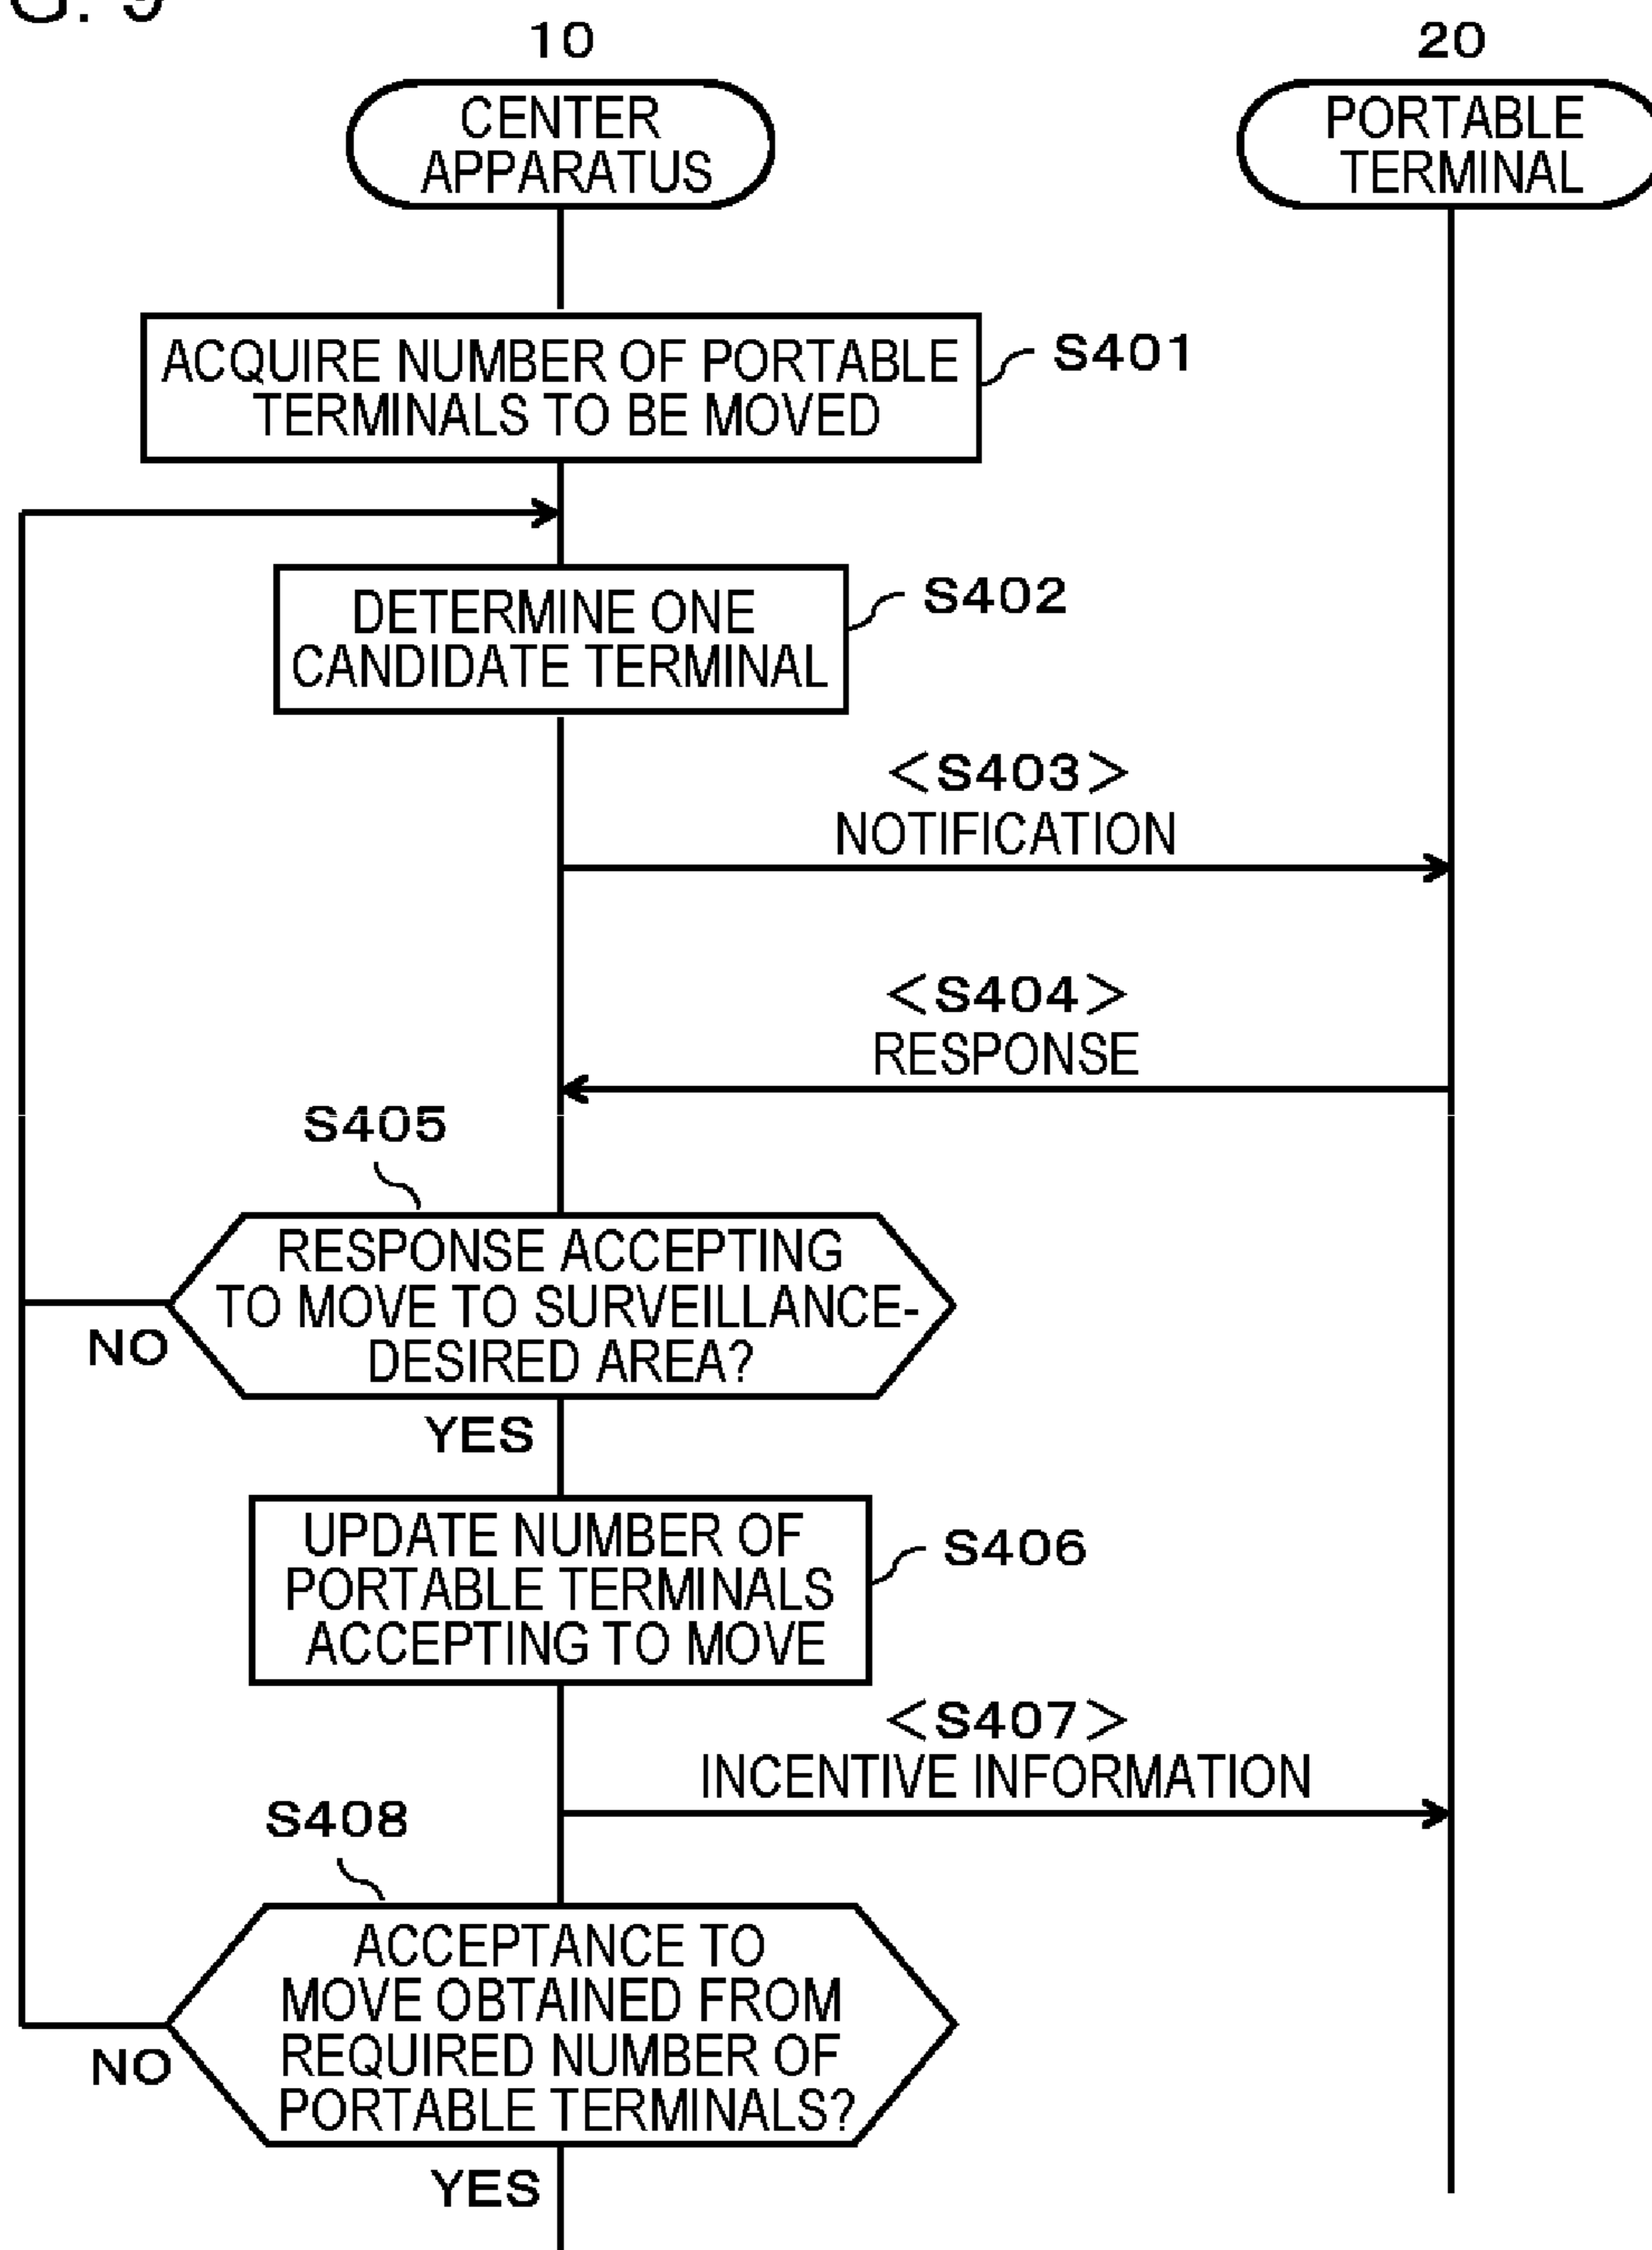 G. 9
10
CENTER
APPARATUS
20
PORTABLE
TERMINAL
ACQUIRE NUMBER OF PORTABLE
TERMINALS TO BE MOVED
S401
DETERMINE ONE
CANDIDATE TERMINAL
S402
<S403>
NOTIFICATION
<S404>
RESPONSE
S405
RESPONSE ACCEPTING
TO MOVE TO SURVEILLANCE-
DESIRED AREA?
NO
YES
UPDATE NUMBER OF
PORTABLE TERMINALS
ACCEPTING TO MOVE
S406
<S407>
INCENTIVE INFORMATION
S408
ACCEPTANCE TO
MOVE OBTAINED FROM
REQUIRED NUMBER OF
PORTABLE TERMINALS?
NO
YES